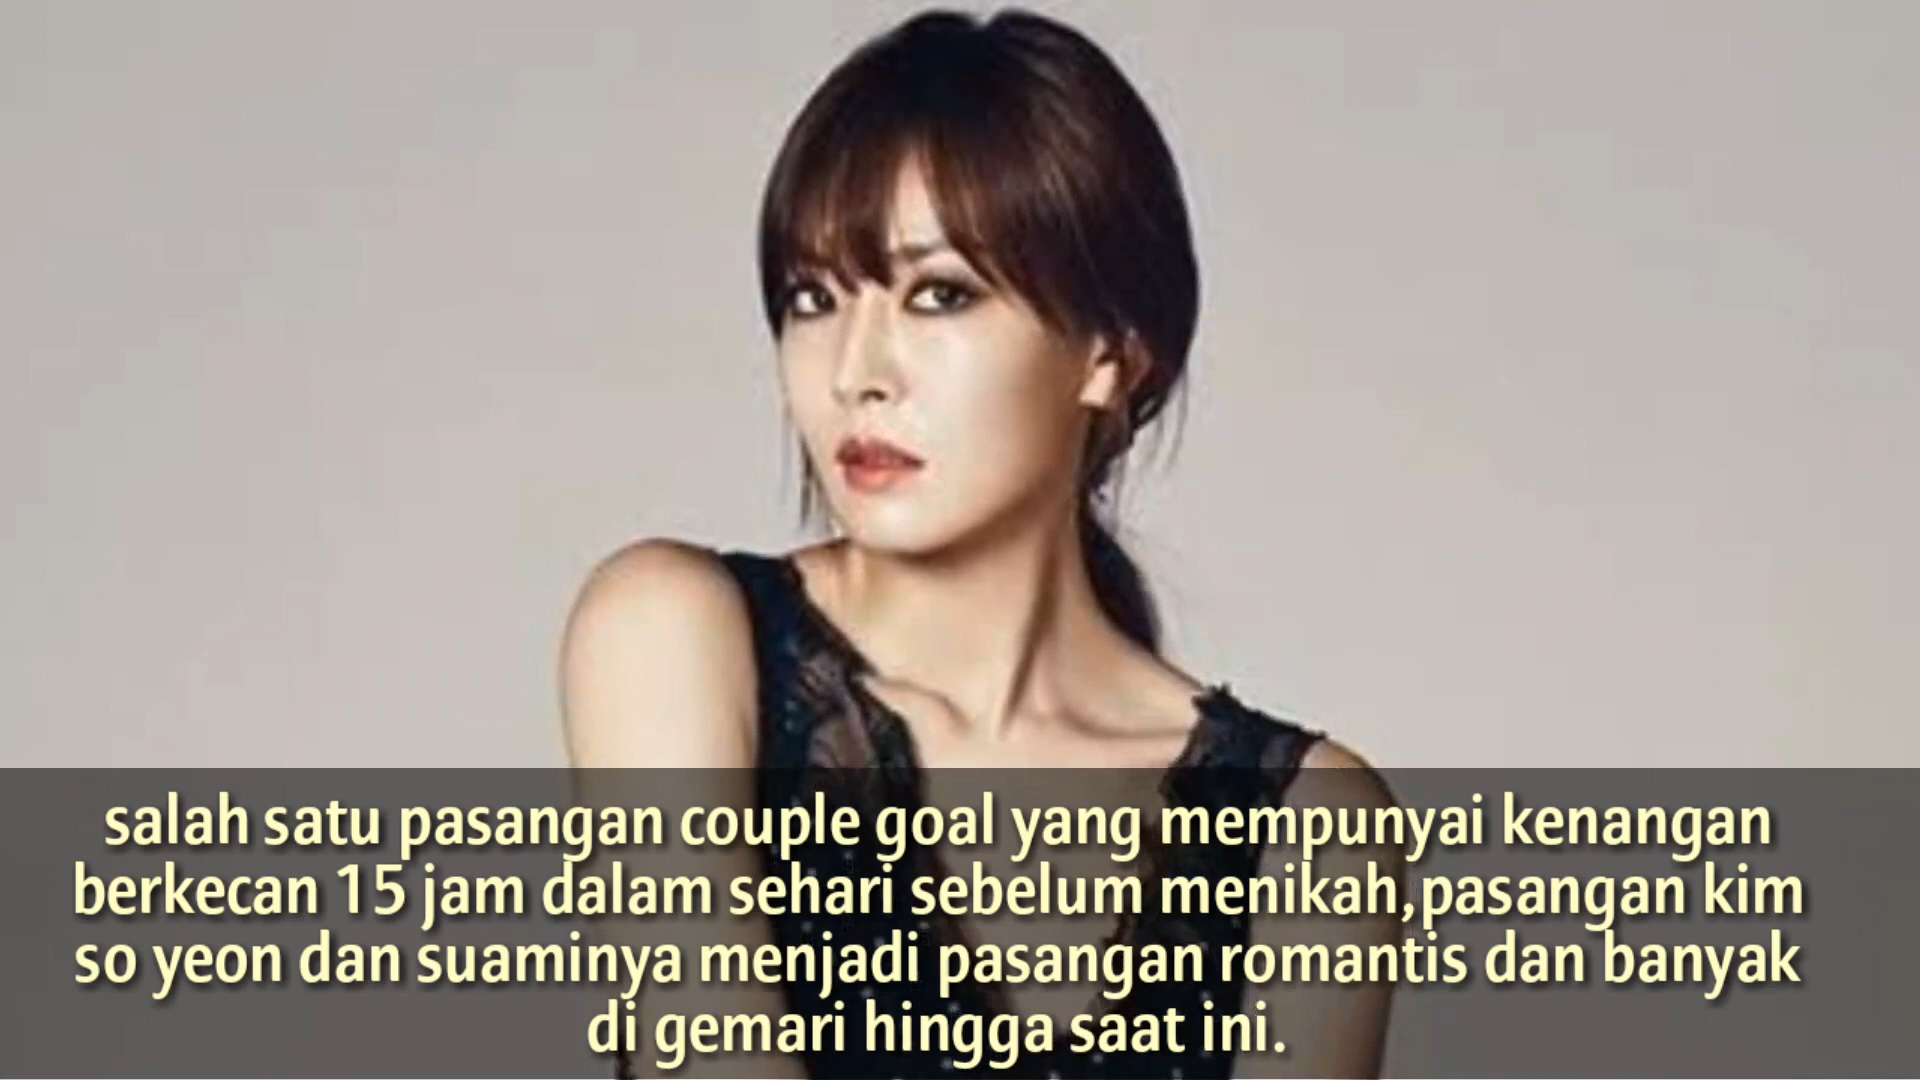 salah satu pasangan couple goal yang mempunyai kenangan
berkecan 15 jam dalam sehari sebelum menikah,pasangan kim
so yeon dan suaminya menjadi pasangan romantis dan banyak
di gemari hingga saat ini.